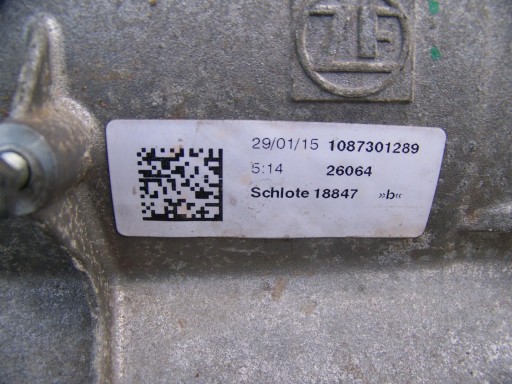 ZF
29/01/15 1087301289
5:14 26064
Schlote 18847 »b«